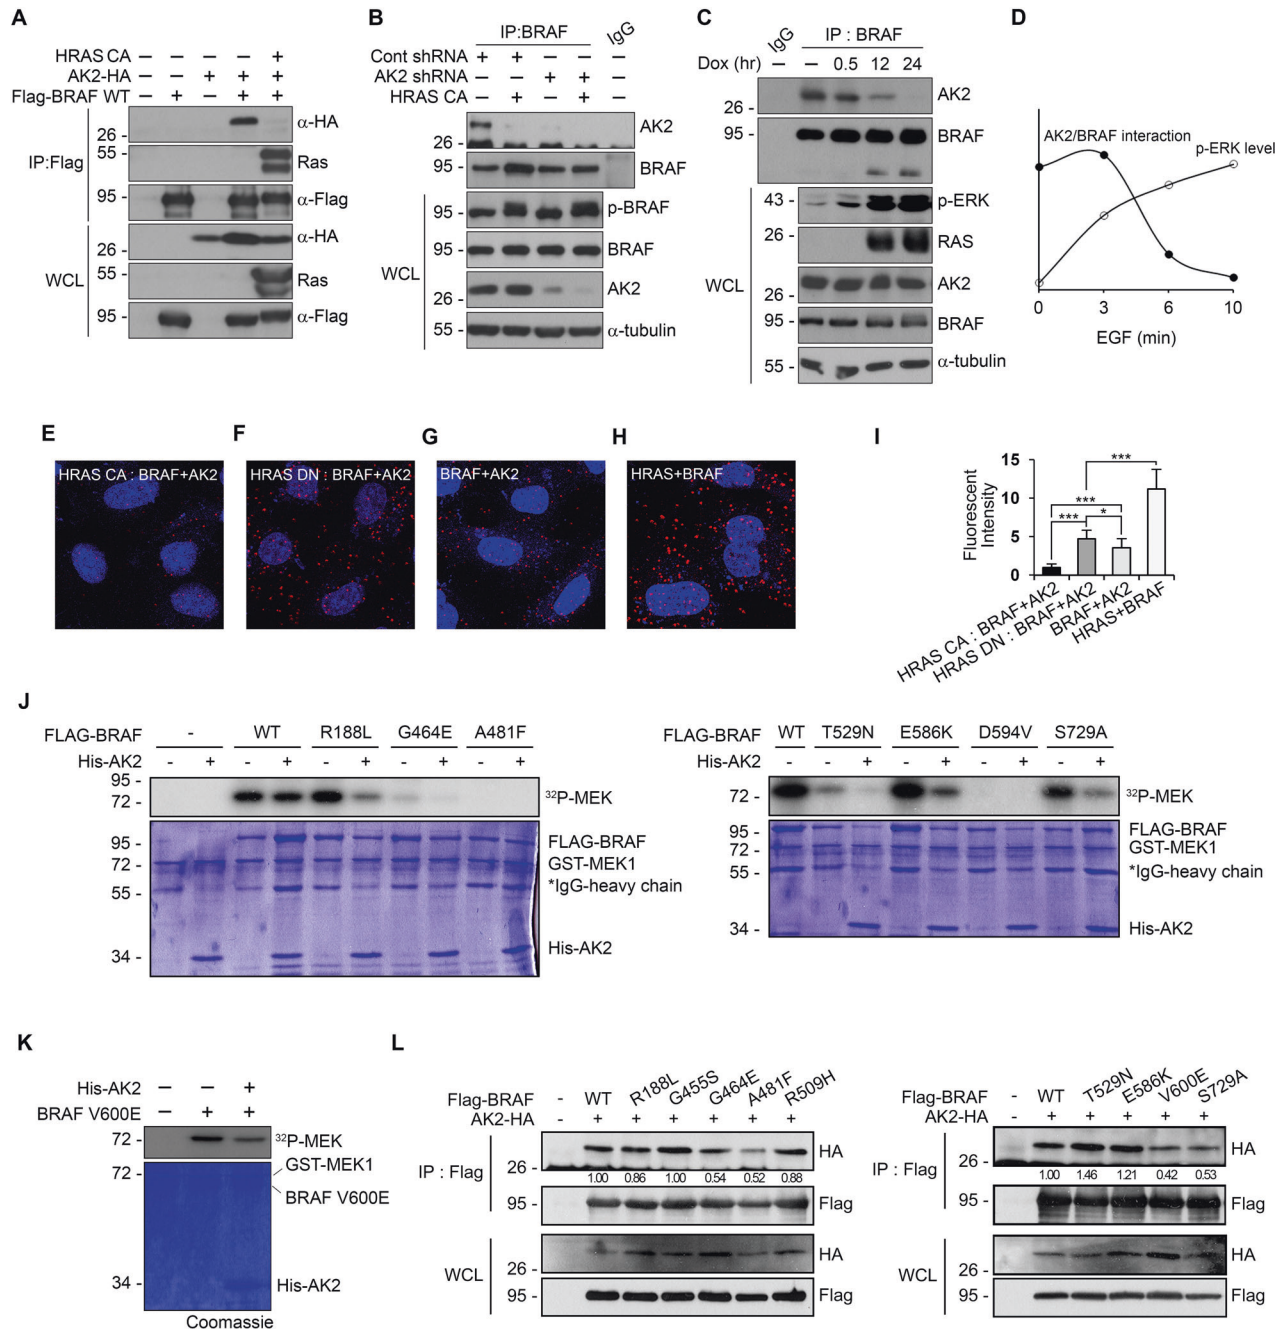 A
HRAS CA – – – – +
AK2-HA – – + + +
Flag-BRAF WT – + – + +
IP:Flag
26 -
α-HA
55 -
Ras
95 -
α-Flag
WCL
26 -
α-HA
55 -
Ras
95 -
α-Flag
B
IP:BRAF
IgG
Cont shRNA + + – – –
AK2 shRNA – – + + –
HRAS CA – + – + –
26 -
AK2
95 -
BRAF
WCL
95 -
p-BRAF
95 -
BRAF
26 -
AK2
55 -
α-tubulin
C
IgG
IP : BRAF
Dox (hr) – – 0.5 12 24
26 -
AK2
95 -
BRAF
WCL
43 -
p-ERK
26 -
RAS
26 -
AK2
95 -
BRAF
55 -
α-tubulin
D
AK2/BRAF interaction
p-ERK level
0 3 6 10
EGF (min)
E
HRAS CA : BRAF+AK2
F
HRAS DN : BRAF+AK2
G
BRAF+AK2
H
HRAS+BRAF
I
Fluorescent
Intensity
15
10
5
0
***
***
***
*
HRAS CA : BRAF+AK2
HRAS DN : BRAF+AK2
BRAF+AK2
HRAS+BRAF
J
FLAG-BRAF - WT R188L G464E A481F
His-AK2 - + - + - + - + - +
95 -
72 -
32P-MEK
95 -
72 -
55 -
34 -
FLAG-BRAF
GST-MEK1
*IgG-heavy chain
His-AK2
FLAG-BRAF WT T529N E586K D594V S729A
His-AK2 - - + - + - + - +
72 -
32P-MEK
95 -
72 -
55 -
34 -
FLAG-BRAF
GST-MEK1
*IgG-heavy chain
His-AK2
K
His-AK2 – – +
BRAF V600E – + +
72 -
32P-MEK
72 -
GST-MEK1
BRAF V600E
34 -
His-AK2
Coomassie
L
Flag-BRAF - WT R188L G455S G464E A481F R509H
AK2-HA - + + + + + +
IP : Flag
26 -
HA
1.00 0.86 1.00 0.54 0.52 0.88
95 -
Flag
WCL
26 -
HA
95 -
Flag
Flag-BRAF - WT T529N E586K V600E S729A
AK2-HA - + + + + +
IP : Flag
26 -
HA
1.00 1.46 1.21 0.42 0.53
95 -
Flag
WCL
26 -
HA
95 -
Flag